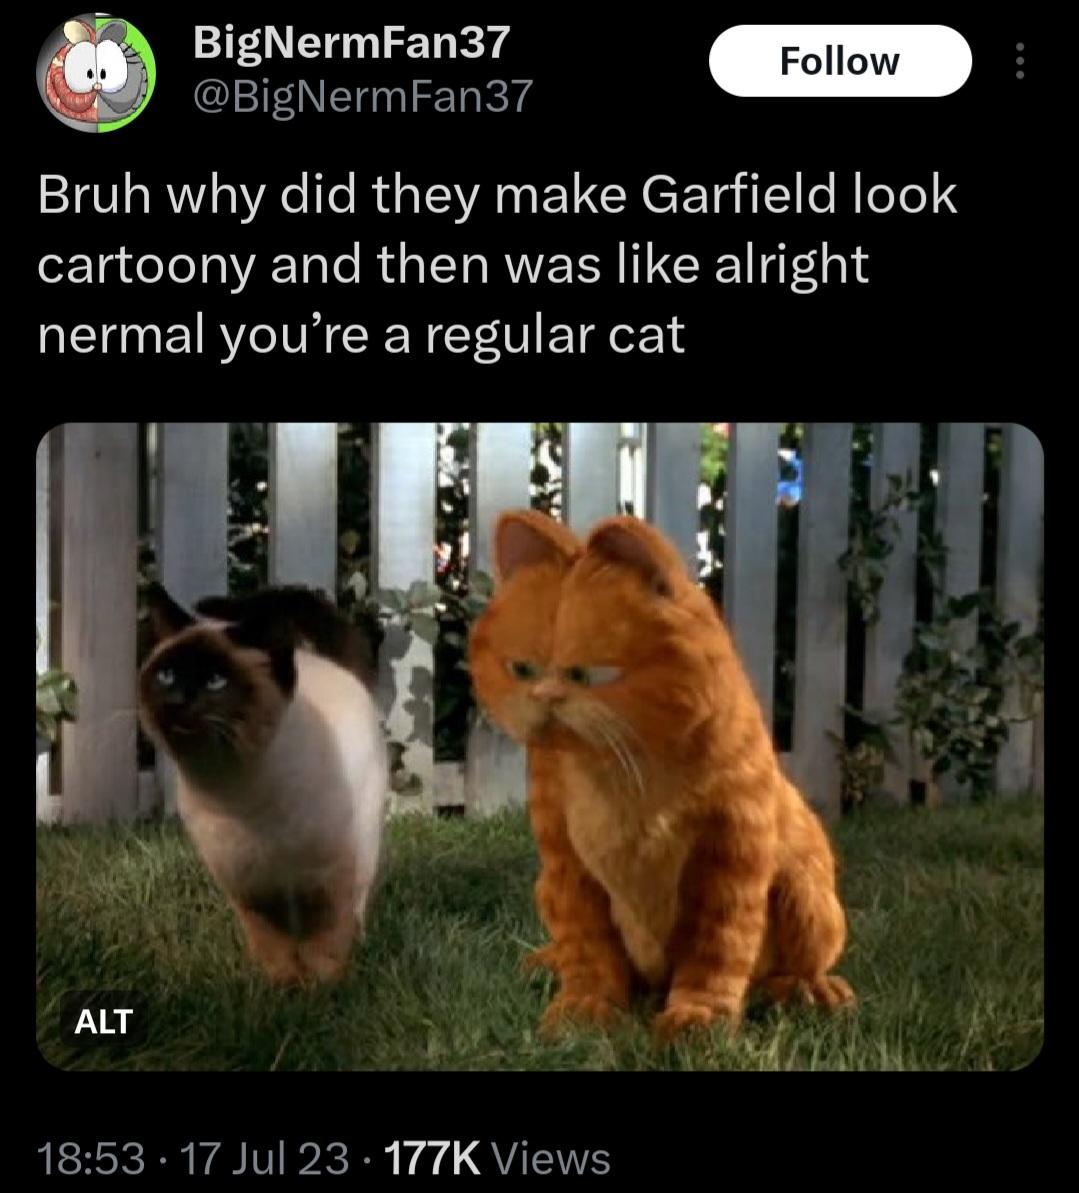 BigNermFan37
@BigNermFan37
Follow
Bruh why did they make Garfield look
cartoony and then was like alright
nermal you’re a regular cat
ALT
18:53 · 17 Jul 23 · 177K Views